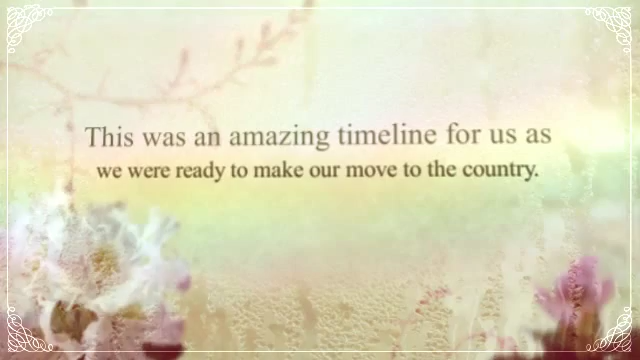 This was an amazing timeline for us as
we were ready to make our move to the country.